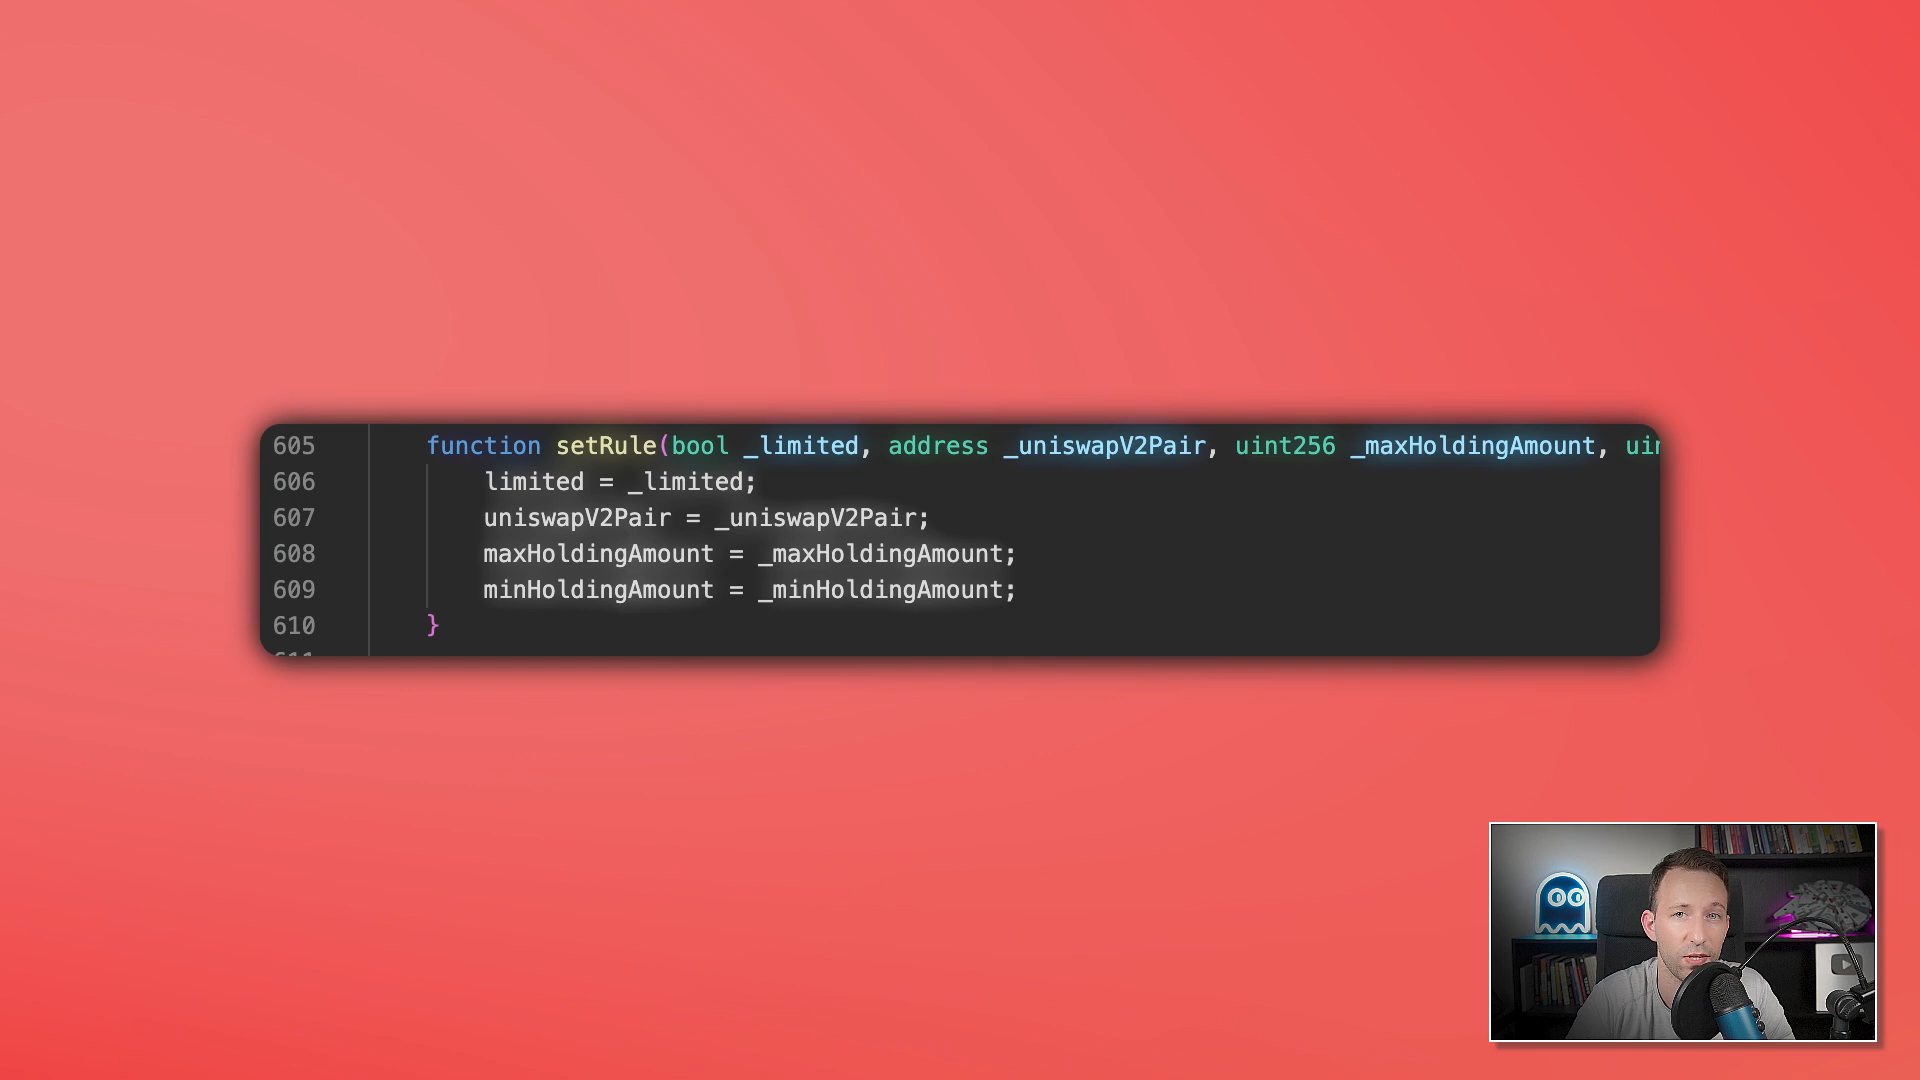 605 function setRule(bool _limited, address _uniswapV2Pair, uint256 _maxHoldingAmount,
606 limited = _limited;
607 uniswapV2Pair = _uniswapV2Pair;
608 maxHoldingAmount = _maxHoldingAmount;
609 minHoldingAmount = _minHoldingAmount;
610 }